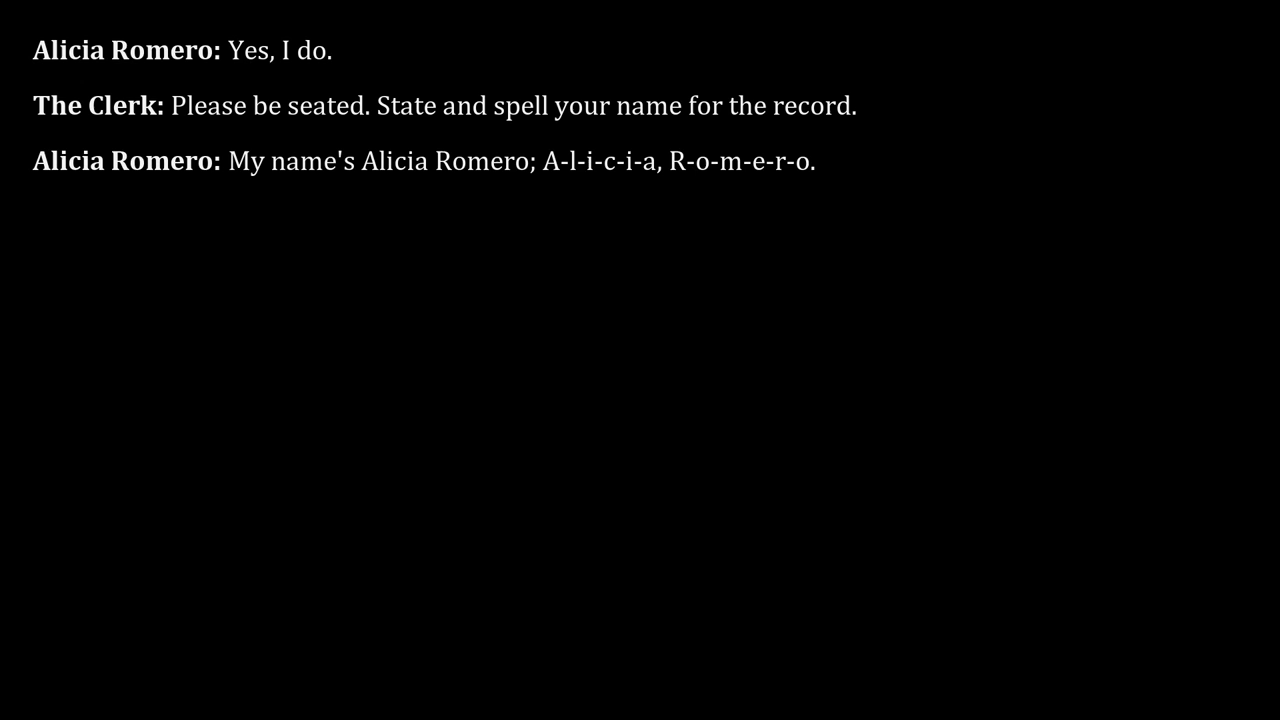 Alicia Romero: Yes, I do.
The Clerk: Please be seated. State and spell your name for the record.
Alicia Romero: My name's Alicia Romero; A-l-i-c-i-a, R-o-m-e-r-o.